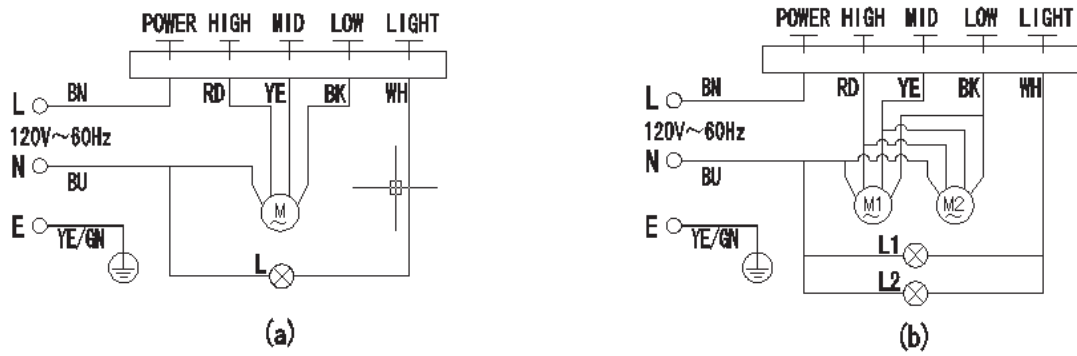 POWER HIGH MID LOW LIGHT
RD YE BK WH
L BN
120V～60Hz
N BU
M
E YE/GN
L
(a)
POWER HIGH MID LOW LIGHT
RD YE BK WH
L BN
120V～60Hz
N BU
M1 M2
E YE/GN
L1
L2
(b)